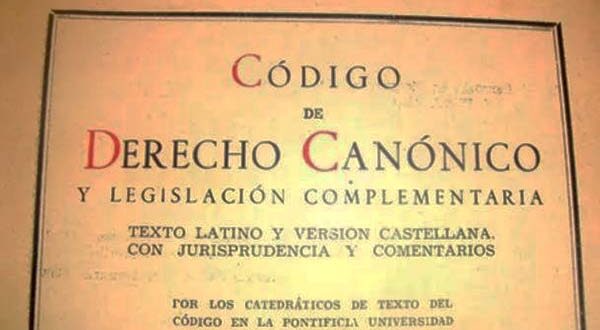 CÓDIGO
DE
DERECHO CANÓNICO
Y LEGISLACIÓN COMPLEMENTARIA
TEXTO LATINO Y VERSION CASTELLANA,
CON JURISPRUDENCIA Y COMENTARIOS
POR LOS CATEDRÁTICOS DE TEXTO DEL
CÓDIGO EN LA PONTIFICIA UNIVERSIDAD